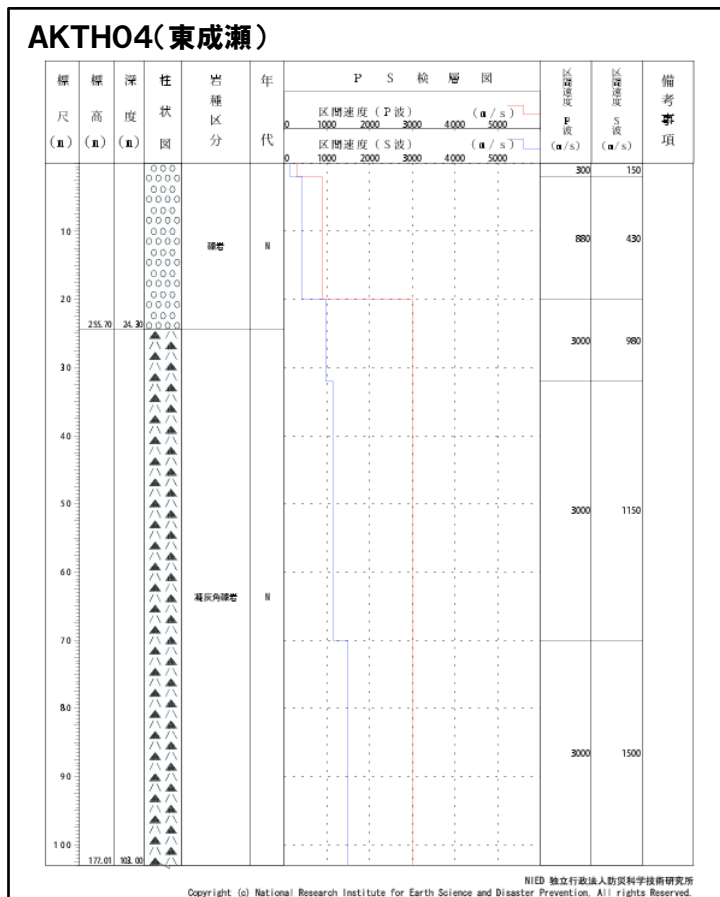 AKTH04(東成瀬)
標尺(m) 標高(m) 深度(m) 柱状図 岩種区分 年代 PS検層図 区間速度 P波 (m/s) 区間速度 S波 (m/s) 備考事項
区間速度(P波) (m/s)
0 1000 2000 3000 4000 5000
区間速度(S波) (m/s)
0 1000 2000 3000 4000 5000
300 150
10 礫岩 N 880 430
20
255.70 24.30
3000 980
30
40
50
3000 1150
60
凝灰角礫岩 N
70
80
90
3000 1500
100
177.01 103.00
NIED 独立行政法人防災科学技術研究所
Copyright (c) National Research Institute for Earth Science and Disaster Prevention. All rights Reserved.